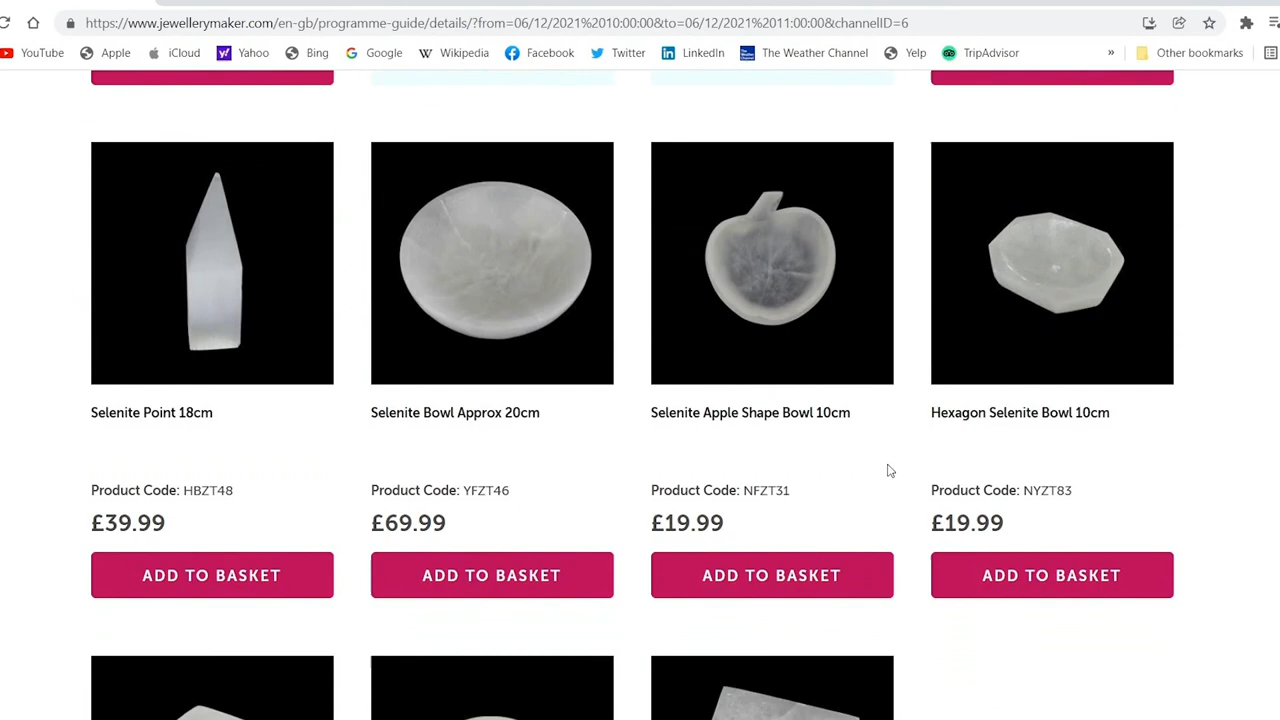 https://www.jewellerymaker.com/en-gb/programme-guide/details/?from=06/12/2021%2010:00:00&to=06/12/2021%2011:00:00&channelID=6
YouTube Apple iCloud Yahoo Bing Google Wikipedia Facebook Twitter LinkedIn The Weather Channel Yelp TripAdvisor » Other bookmarks
Selenite Point 18cm Selenite Bowl Approx 20cm Selenite Apple Shape Bowl 10cm Hexagon Selenite Bowl 10cm
Product Code: HBZT48 Product Code: YFZT46 Product Code: NFZT31 Product Code: NYZT83
£39.99 £69.99 £19.99 £19.99
ADD TO BASKET ADD TO BASKET ADD TO BASKET ADD TO BASKET